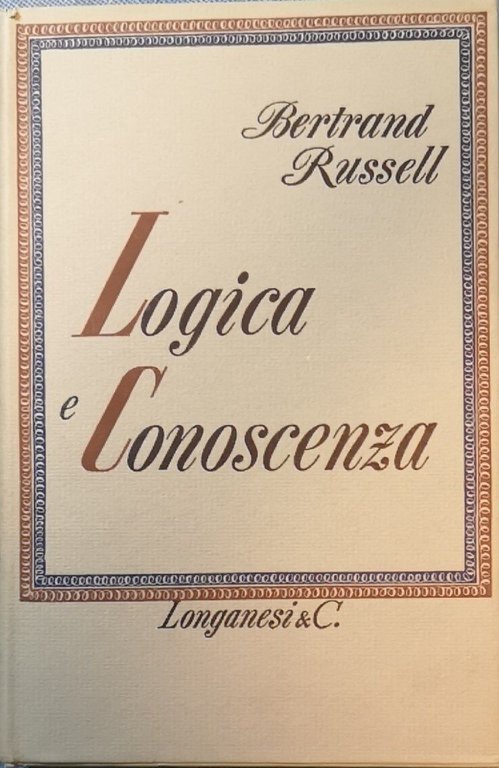 Bertrand
Russell
Logica
e Conoscenza
Longanesi & C.